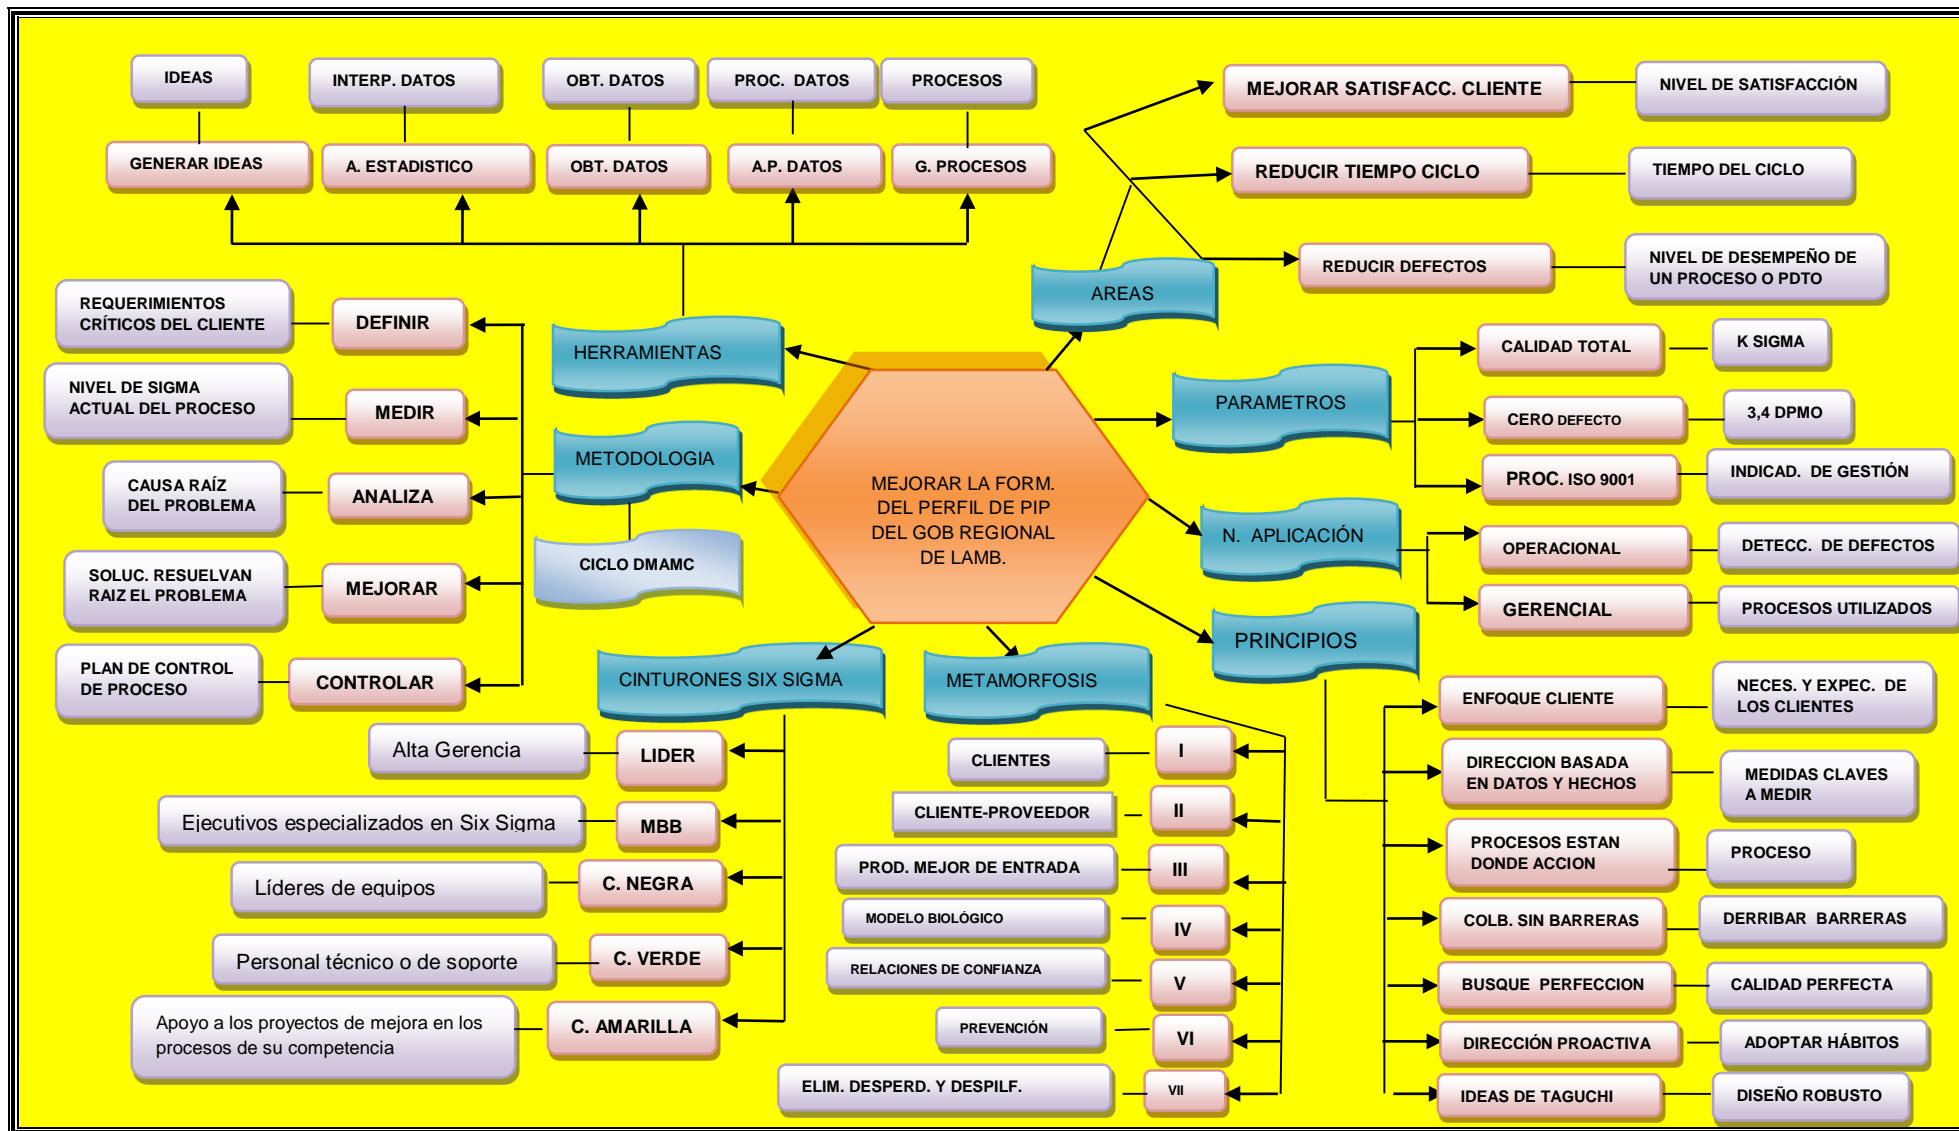 IDEAS
INTERP. DATOS
OBT. DATOS
PROC. DATOS
PROCESOS
GENERAR IDEAS
A. ESTADISTICO
OBT. DATOS
A.P. DATOS
G. PROCESOS
MEJORAR SATISFACC. CLIENTE
NIVEL DE SATISFACCIÓN
REDUCIR TIEMPO CICLO
TIEMPO DEL CICLO
REDUCIR DEFECTOS
NIVEL DE DESEMPEÑO DE
UN PROCESO O PDTO
AREAS
HERRAMIENTAS
REQUERIMIENTOS
CRÍTICOS DEL CLIENTE
DEFINIR
NIVEL DE SIGMA
ACTUAL DEL PROCESO
MEDIR
METODOLOGIA
CAUSA RAÍZ
DEL PROBLEMA
ANALIZA
CICLO DMAMC
SOLUC. RESUELVAN
RAIZ EL PROBLEMA
MEJORAR
PLAN DE CONTROL
DE PROCESO
CONTROLAR
MEJORAR LA FORM.
DEL PERFIL DE PIP
DEL GOB REGIONAL
DE LAMB.
PARAMETROS
CALIDAD TOTAL
K SIGMA
CERO DEFECTO
3,4 DPMO
PROC. ISO 9001
INDICAD. DE GESTIÓN
N. APLICACIÓN
OPERACIONAL
DETECC. DE DEFECTOS
GERENCIAL
PROCESOS UTILIZADOS
PRINCIPIOS
ENFOQUE CLIENTE
NECES. Y EXPEC. DE
LOS CLIENTES
DIRECCION BASADA
EN DATOS Y HECHOS
MEDIDAS CLAVES
A MEDIR
PROCESOS ESTAN
DONDE ACCION
PROCESO
COLB. SIN BARRERAS
DERRIBAR BARRERAS
BUSQUE PERFECCION
CALIDAD PERFECTA
DIRECCIÓN PROACTIVA
ADOPTAR HÁBITOS
IDEAS DE TAGUCHI
DISEÑO ROBUSTO
CINTURONES SIX SIGMA
Alta Gerencia
LIDER
Ejecutivos especializados en Six Sigma
MBB
Líderes de equipos
C. NEGRA
Personal técnico o de soporte
C. VERDE
Apoyo a los proyectos de mejora en los
procesos de su competencia
C. AMARILLA
METAMORFOSIS
CLIENTES
I
CLIENTE-PROVEEDOR
II
PROD. MEJOR DE ENTRADA
III
MODELO BIOLÓGICO
IV
RELACIONES DE CONFIANZA
V
PREVENCIÓN
VI
ELIM. DESPERD. Y DESPILF.
VII